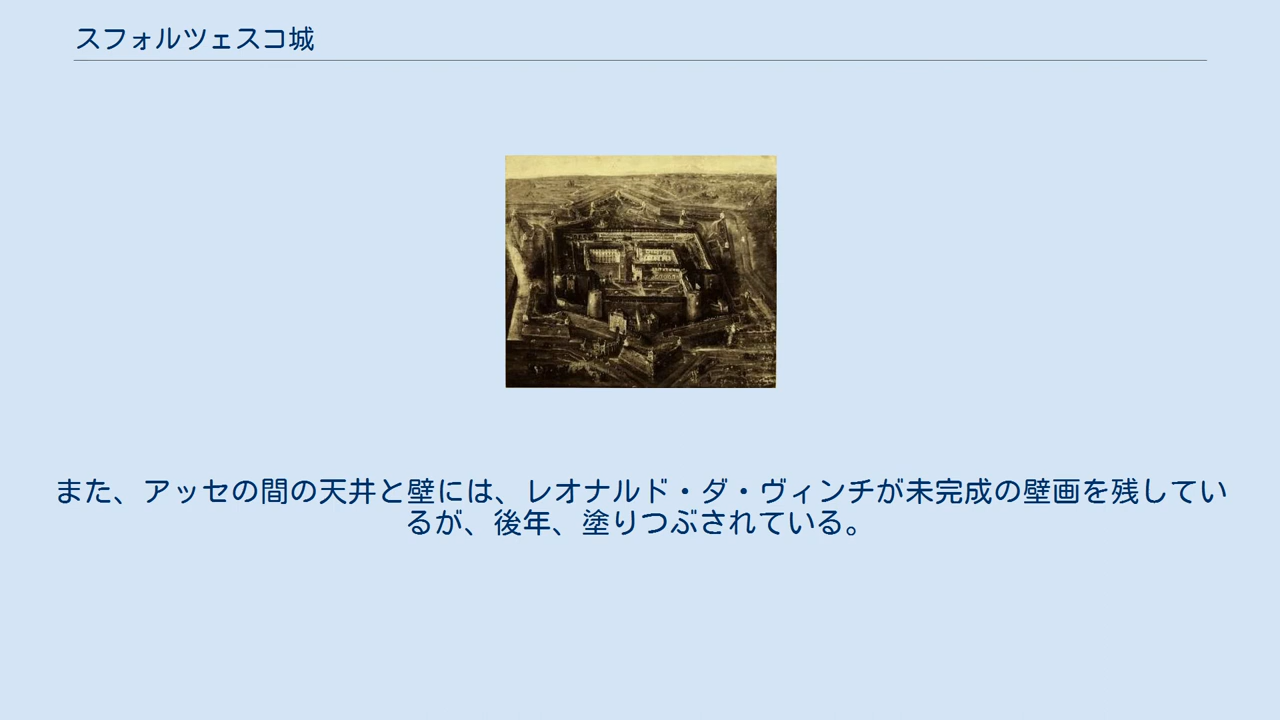 スフォルツェスコ城
また、アッセの間の天井と壁には、レオナルド・ダ・ヴィンチが未完成の壁画を残してい
るが、後年、塗りつぶされている。